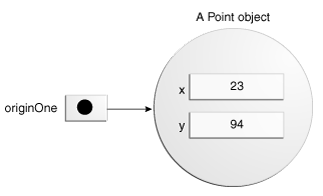 A Point object
x 23
originOne
y 94